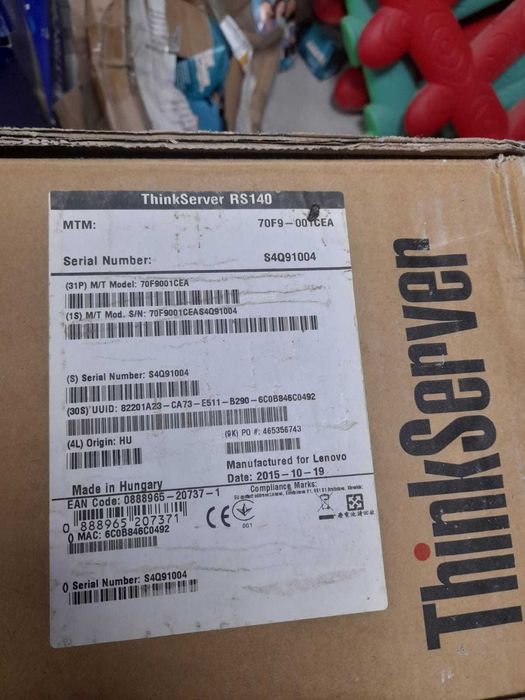 ThinkServer RS140
MTM: 70F9-001CEA
Serial Number: S4Q91004
(31P) M/T Model: 70F9001CEA
(1S) M/T Mod. S/N: 70F9001CEAS4Q91004
(S) Serial Number: S4Q91004
(30S) UUID: 82201A23-CA73-E511-B290-6C0B846C0492
(4L) Origin: HU
(9K) PO #: 465356743
Manufactured for Lenovo
Made in Hungary
Date: 2015-10-19
EAN Code: 0888965-20737-1
Compliance Marks:
0 888965 207371
CE
001
() MAC: 6C0B846C0492
() Serial Number: S4Q91004
ThinkServer